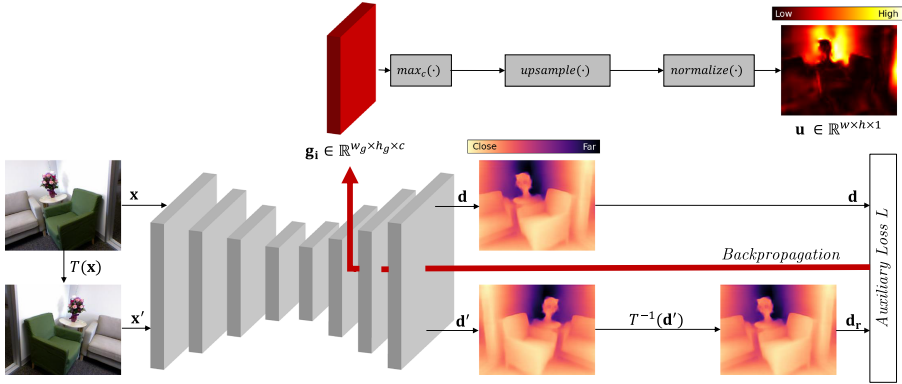 Low High
max_c(·) upsample(·) normalize(·)
u ∈ ℝ^{w×h×1}
g_i ∈ ℝ^{w_g×h_g×c}
Close Far
x d d
T(x)
Backpropagation
Auxiliary Loss L
x′ d′ T^{-1}(d′) d_r